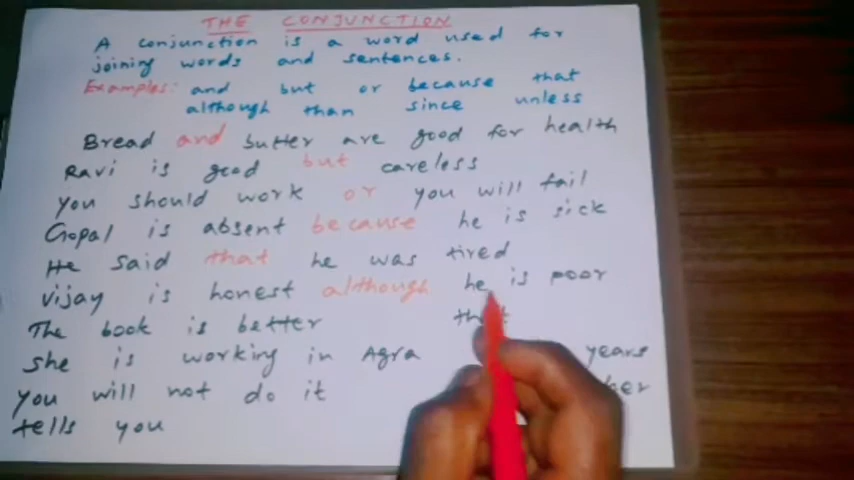 THE CONJUNCTION
A conjunction is a word used for
joining words and sentences.
Examples: and but or because that
although than since unless
Bread and butter are good for health
Ravi is good but careless
You should work or you will fail
Gopal is absent because he is sick
He said that he was tired
Vijay is honest although he is poor
The book is better
She is working in Agra years
You will not do it
tells you